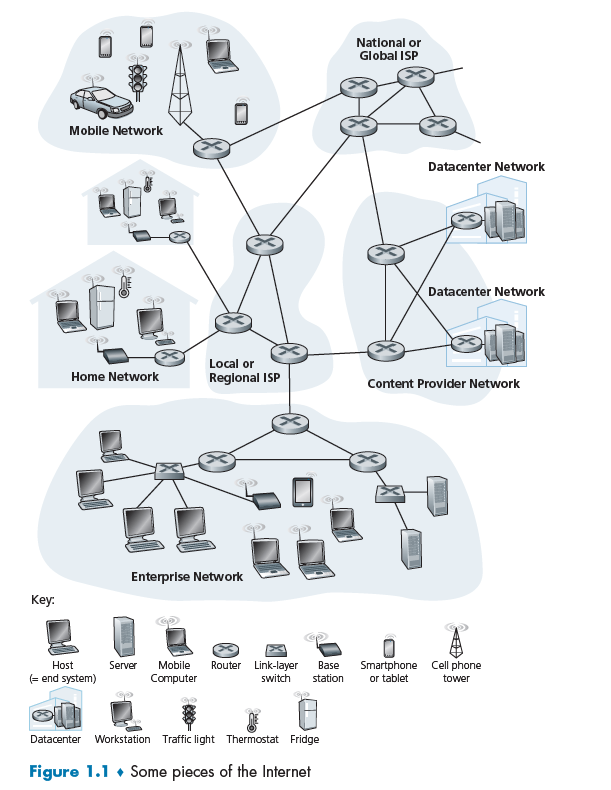 National or
Global ISP
Mobile Network
Datacenter Network
Datacenter Network
Home Network
Local or
Regional ISP
Content Provider Network
Enterprise Network
Key:
Host
(= end system)
Server
Mobile
Computer
Router
Link-layer
switch
Base
station
Smartphone
or tablet
Cell phone
tower
Datacenter
Workstation
Traffic light
Thermostat
Fridge
Figure 1.1 ♦ Some pieces of the Internet